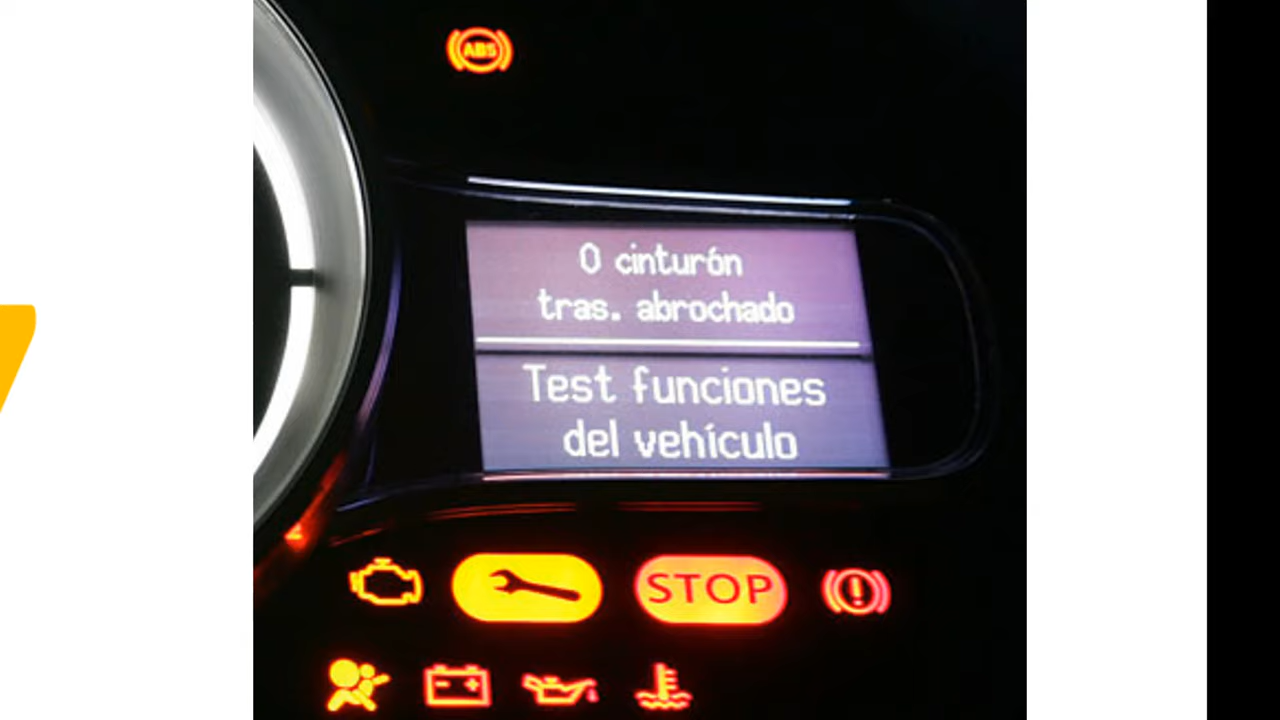 ABS
0 cinturón
tras. abrochado
Test funciones
del vehículo
STOP